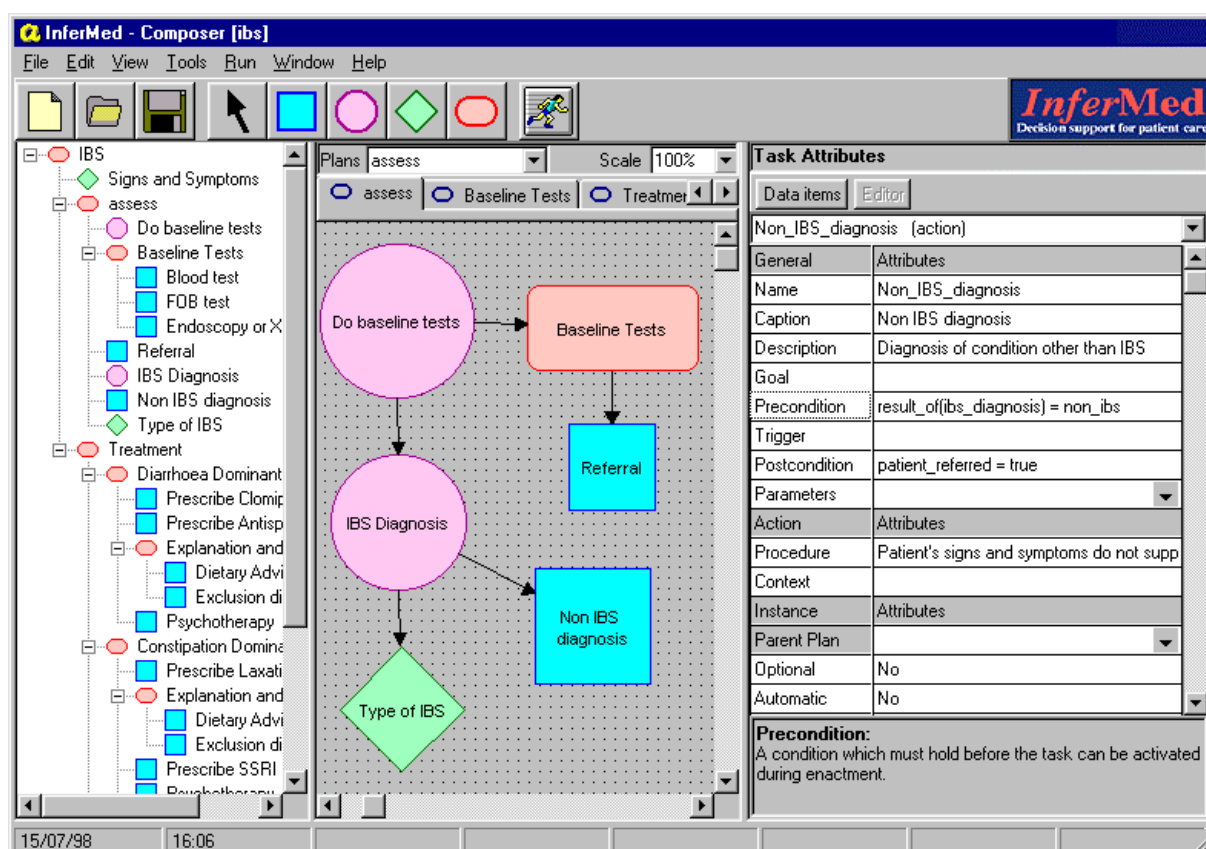 InferMed - Composer [ibs]
File Edit View Tools Run Window Help
InferMed
Decision support for patient care
IBS
Signs and Symptoms
assess
Do baseline tests
Baseline Tests
Blood test
FOB test
Endoscopy or X
Referral
IBS Diagnosis
Non IBS diagnosis
Type of IBS
Treatment
Diarrhoea Dominant
Prescribe Clomip
Prescribe Antisp
Explanation and
Dietary Advi
Exclusion di
Psychotherapy
Constipation Domina
Prescribe Laxati
Explanation and
Dietary Advi
Exclusion di
Prescribe SSRI
Psychotherapy
Plans assess Scale 100%
assess Baseline Tests Treatmer
Do baseline tests
Baseline Tests
Referral
IBS Diagnosis
Non IBS
diagnosis
Type of IBS
Task Attributes
Data items Editor
Non_IBS_diagnosis (action)
General Attributes
Name Non_IBS_diagnosis
Caption Non IBS diagnosis
Description Diagnosis of condition other than IBS
Goal
Precondition result_of(ibs_diagnosis) = non_ibs
Trigger
Postcondition patient_referred = true
Parameters
Action Attributes
Procedure Patient's signs and symptoms do not supp
Context
Instance Attributes
Parent Plan
Optional No
Automatic No
Precondition:
A condition which must hold before the task can be activated
during enactment.
15/07/98 16:06